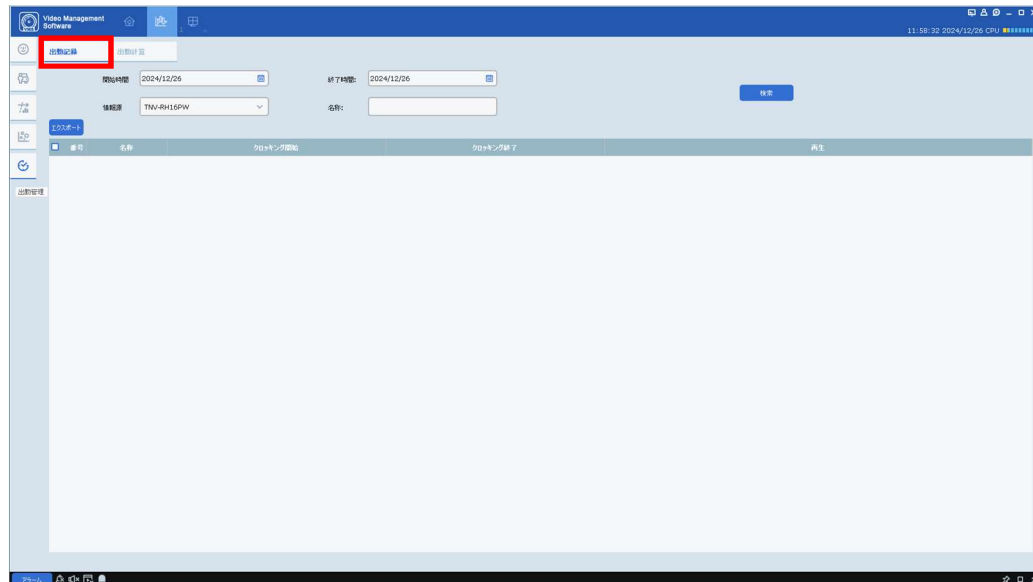 Video Management
Software
11:58:32 2024/12/26 CPU
出勤記録
出勤計算
開始時間
2024/12/26
終了時間:
2024/12/26
検索
情報源
TNV-RH16PW
名称:
エクスポート
番号
名称
クロッキング開始
クロッキング終了
再生
出勤管理
アラーム